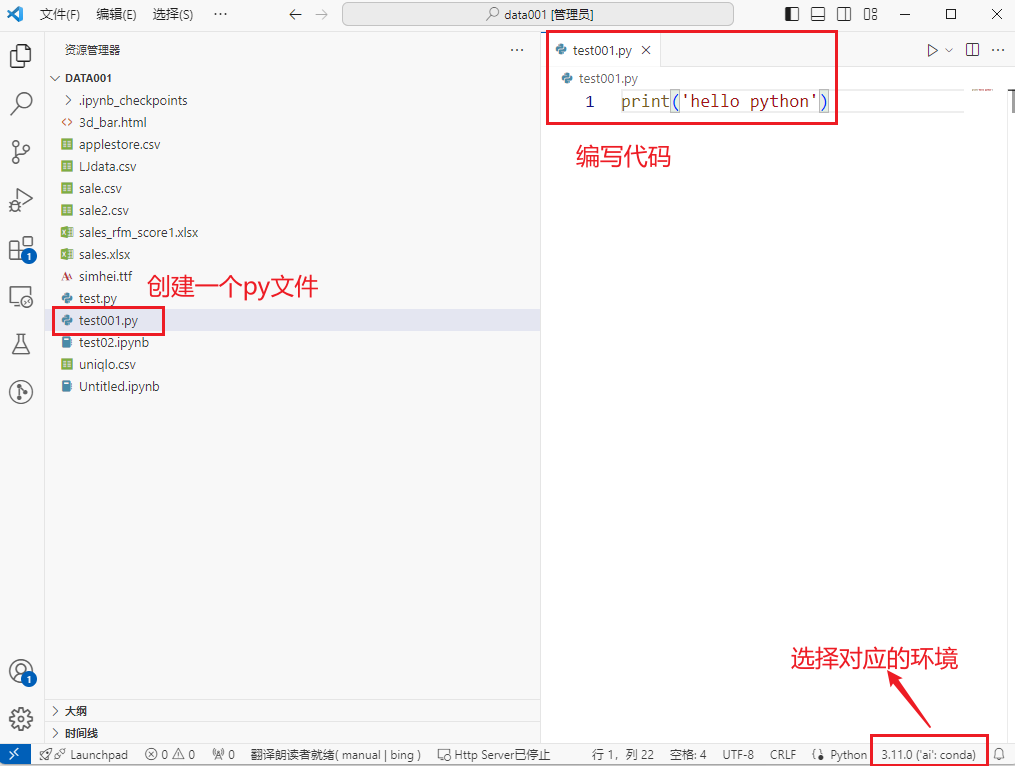 文件(F) 编辑(E) 选择(S) ··· data001 [管理员]
资源管理器 ···
DATA001
.ipynb_checkpoints
3d_bar.html
applestore.csv
LJdata.csv
sale.csv
sale2.csv
sales_rfm_score1.xlsx
sales.xlsx
simhei.ttf
test.py
test001.py
test02.ipynb
uniqlo.csv
Untitled.ipynb
创建一个py文件
大纲
时间线
test001.py
test001.py
1 print('hello python')
编写代码
选择对应的环境
1
1
Launchpad 0 0 0 翻译朗读者就绪( manual | bing ) Http Server已停止 行 1，列 22 空格: 4 UTF-8 CRLF Python 3.11.0 ('ai': conda)